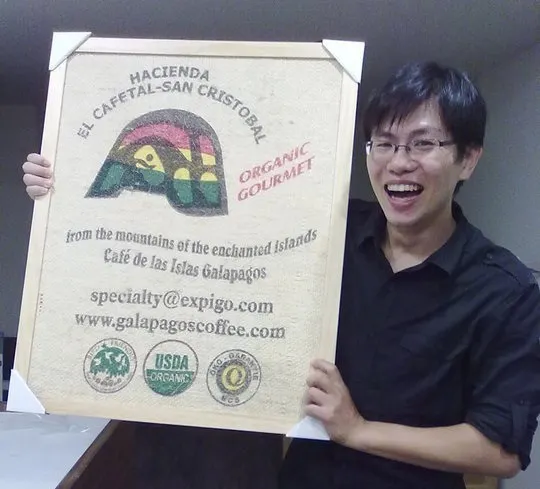 HACIENDA
EL CAFETAL-SAN CRISTOBAL
ORGANIC
GOURMET
from the mountains of the enchanted islands
Café de las Islas Galapagos
specialty@expigo.com
www.galapagoscoffee.com
USDA
ORGANIC